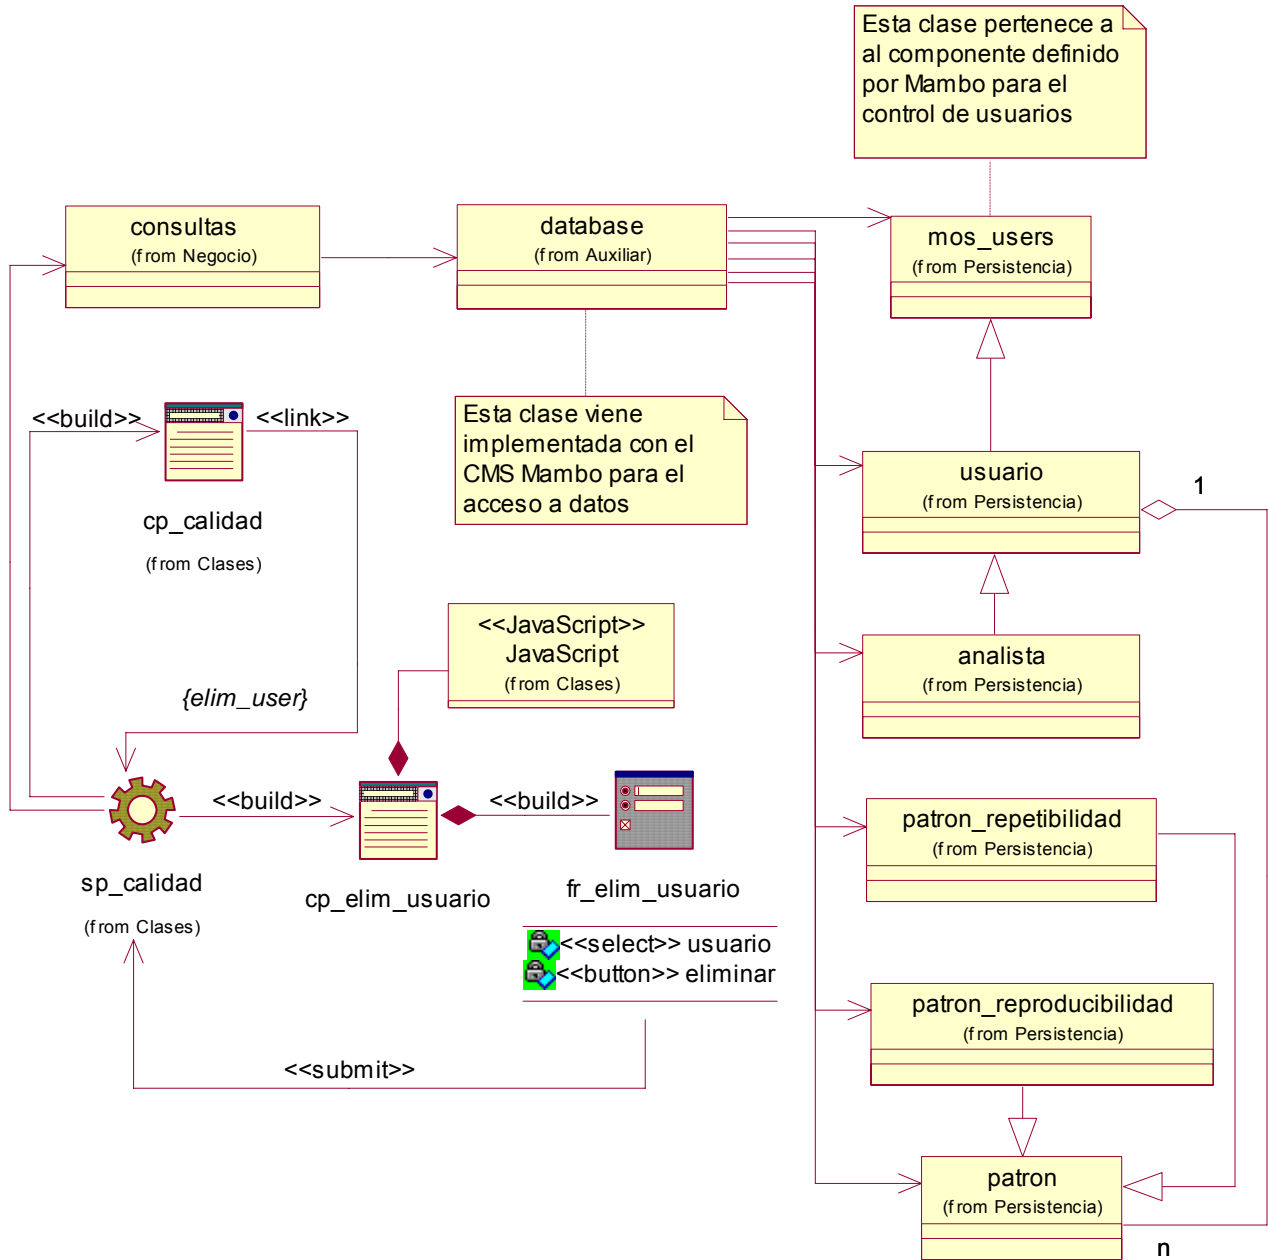 Esta clase pertenece a
al componente definido
por Mambo para el
control de usuarios
consultas
(from Negocio)
database
(from Auxiliar)
mos_users
(from Persistencia)
<<build>>
<<link>>
cp_calidad
(from Clases)
Esta clase viene
implementada con el
CMS Mambo para el
acceso a datos
usuario
(from Persistencia)
1
<<JavaScript>>
JavaScript
(from Clases)
analista
(from Persistencia)
{elim_user}
<<build>>
<<build>>
sp_calidad
(from Clases)
cp_elim_usuario
fr_elim_usuario
<<select>> usuario
<<button>> eliminar
patron_repetibilidad
(from Persistencia)
patron_reproducibilidad
(from Persistencia)
<<submit>>
patron
(from Persistencia)
n